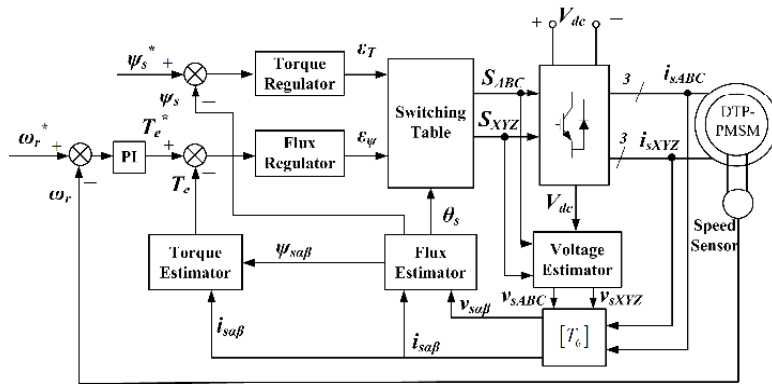 + V_dc −
ψ_s* +
ψ_s −
Torque
Regulator
ε_T
Switching
Table
S_ABC
S_XYZ
3
i_sABC
3
i_sXYZ
DTP-
PMSM
ω_r* +
ω_r −
PI
T_e* +
T_e −
Flux
Regulator
ε_ψ
θ_s
V_dc
Speed
Sensor
Torque
Estimator
ψ_sαβ
Flux
Estimator
Voltage
Estimator
v_sABC
v_sXYZ
v_sαβ
i_sαβ
i_sαβ
[T_6]